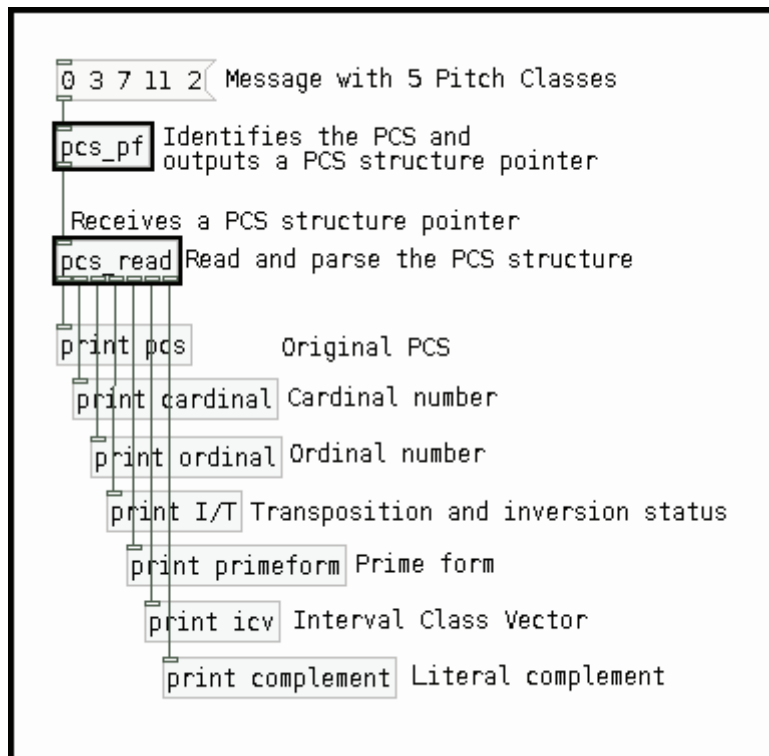 0 3 7 11 2 Message with 5 Pitch Classes
pcs_pf Identifies the PCS and
outputs a PCS structure pointer
Receives a PCS structure pointer
pcs_read Read and parse the PCS structure
print pcs Original PCS
print cardinal Cardinal number
print ordinal Ordinal number
print I/T Transposition and inversion status
print primeform Prime form
print icv Interval Class Vector
print complement Literal complement